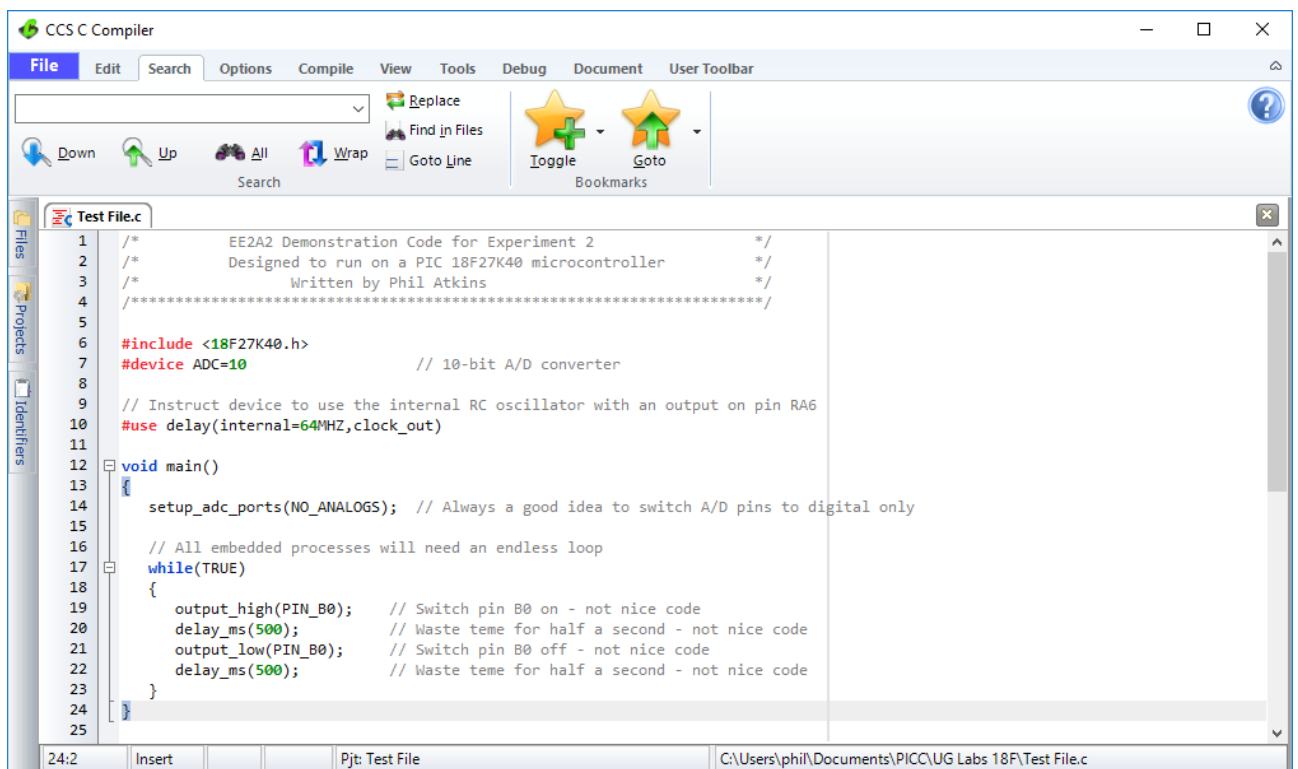 CCS C Compiler
File Edit Search Options Compile View Tools Debug Document User Toolbar
Replace
Find in Files
Down Up All Wrap Goto Line Toggle Goto
Search Bookmarks
Files
Projects
Identifiers
Test File.c
1 /* EE2A2 Demonstration Code for Experiment 2 */
2 /* Designed to run on a PIC 18F27K40 microcontroller */
3 /* Written by Phil Atkins */
4 /***********************************************************************/
5
6 #include <18F27K40.h>
7 #device ADC=10 // 10-bit A/D converter
8
9 // Instruct device to use the internal RC oscillator with an output on pin RA6
10 #use delay(internal=64MHZ,clock_out)
11
12 void main()
13 {
14 setup_adc_ports(NO_ANALOGS); // Always a good idea to switch A/D pins to digital only
15
16 // All embedded processes will need an endless loop
17 while(TRUE)
18 {
19 output_high(PIN_B0); // Switch pin B0 on - not nice code
20 delay_ms(500); // Waste teme for half a second - not nice code
21 output_low(PIN_B0); // Switch pin B0 off - not nice code
22 delay_ms(500); // Waste teme for half a second - not nice code
23 }
24 }
25
24:2 Insert Pjt: Test File C:\Users\phil\Documents\PICC\UG Labs 18F\Test File.c